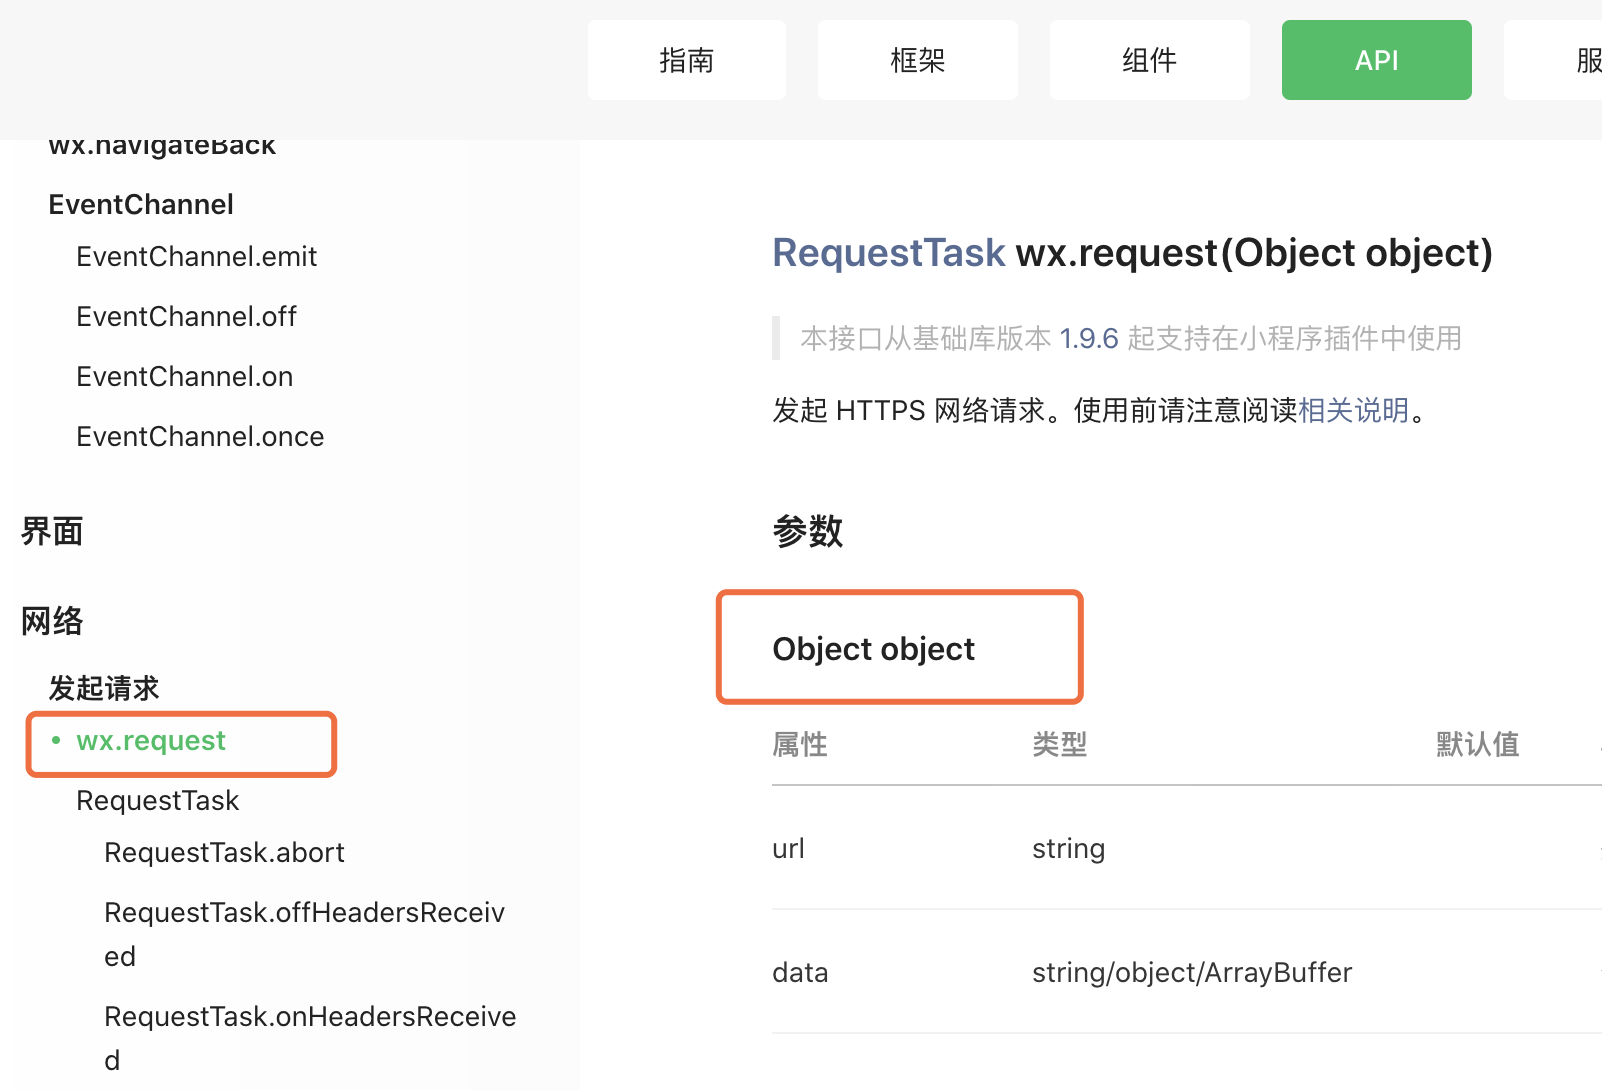 指南
框架
组件
API
服
wx.navigateBack
EventChannel
EventChannel.emit
EventChannel.off
EventChannel.on
EventChannel.once
界面
网络
发起请求
• wx.request
RequestTask
RequestTask.abort
RequestTask.offHeadersReceiv
ed
RequestTask.onHeadersReceive
d
RequestTask wx.request(Object object)
本接口从基础库版本 1.9.6 起支持在小程序插件中使用
发起 HTTPS 网络请求。使用前请注意阅读相关说明。
参数
Object object
属性 类型 默认值
url string
data string/object/ArrayBuffer